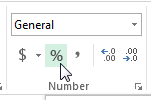 General
$ % , .0 .00 .00 .0
Number